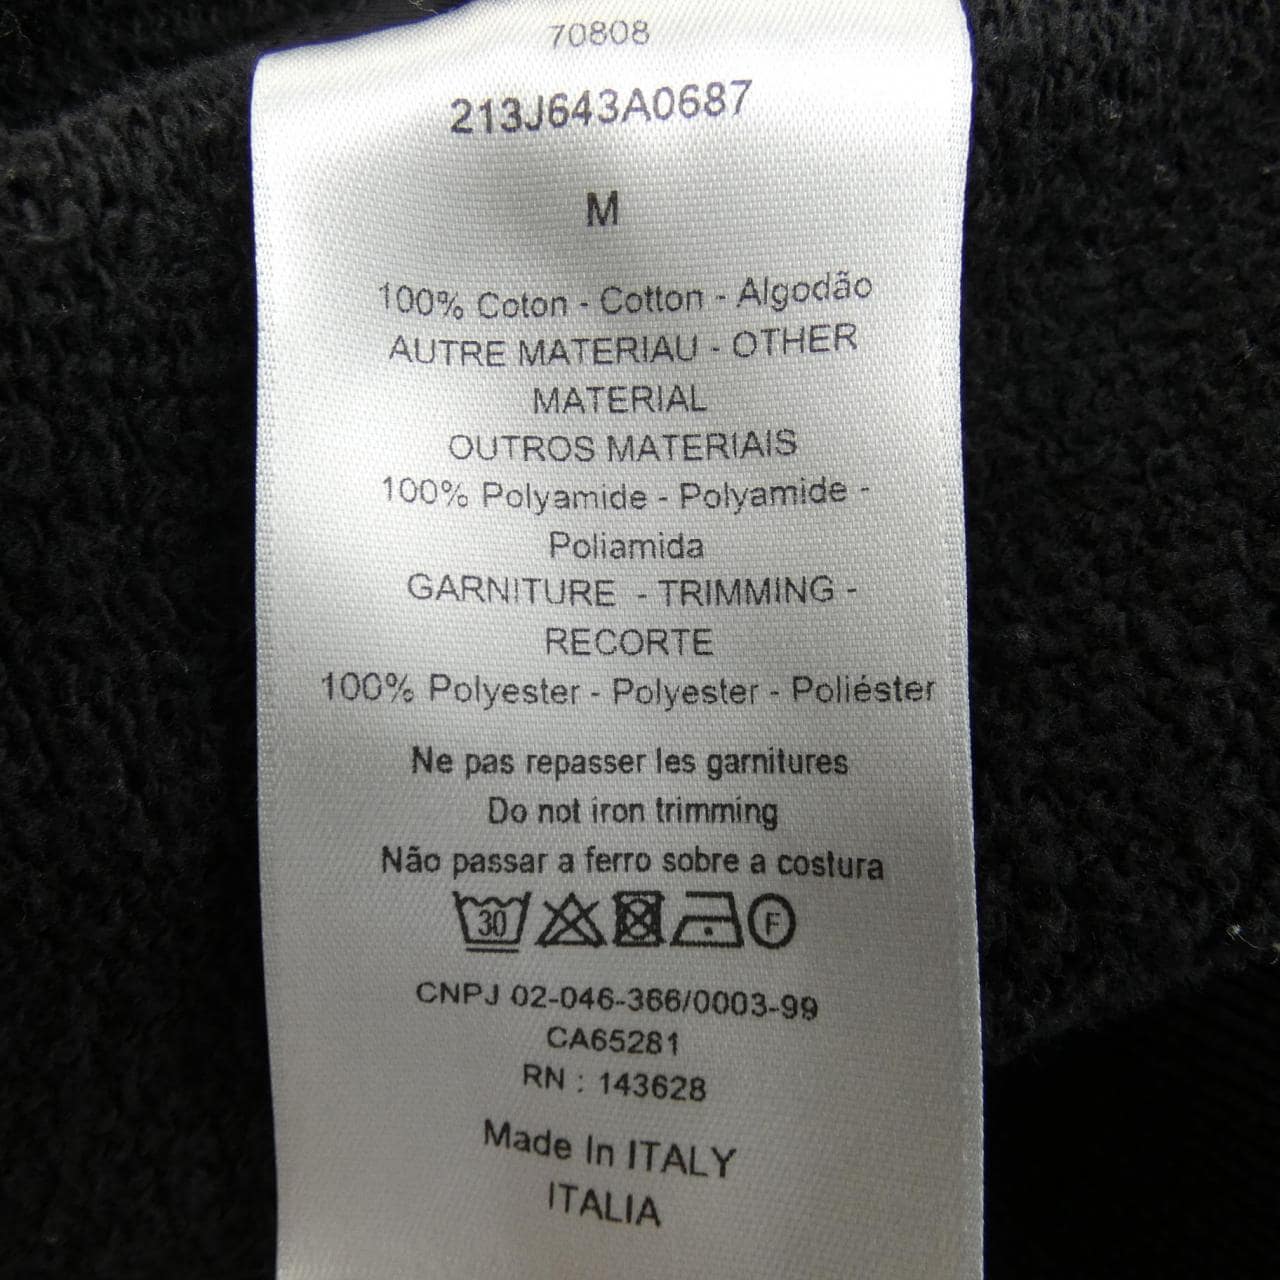 70808
213J643A0687
M
100% Coton - Cotton - Algodão
AUTRE MATERIAU - OTHER
MATERIAL
OUTROS MATERIAIS
100% Polyamide - Polyamide -
Poliamida
GARNITURE - TRIMMING -
RECORTE
100% Polyester - Polyester - Poliéster
Ne pas repasser les garnitures
Do not iron trimming
Não passar a ferro sobre a costura
30 F
CNPJ 02-046-366/0003-99
CA65281
RN : 143628
Made In ITALY
ITALIA